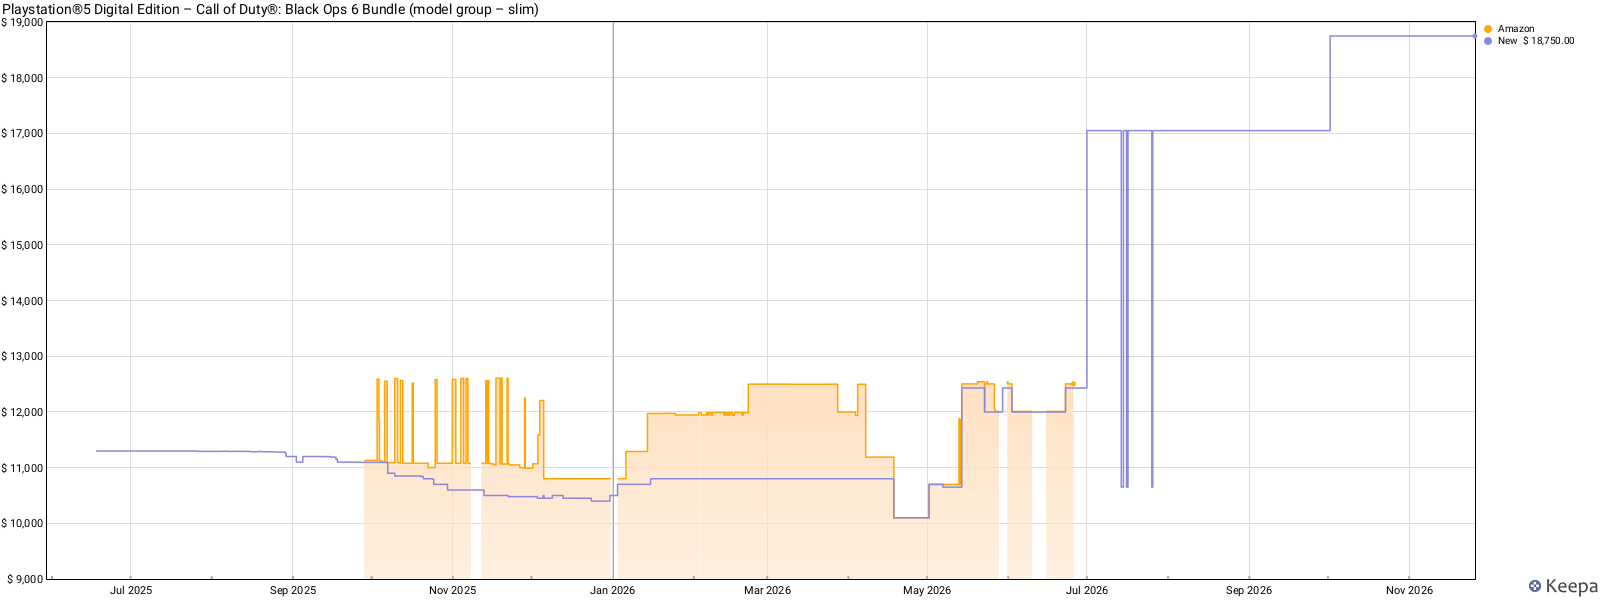 Playstation®5 Digital Edition – Call of Duty®: Black Ops 6 Bundle (model group – slim)
$ 19,000
$ 18,000
$ 17,000
$ 16,000
$ 15,000
$ 14,000
$ 13,000
$ 12,000
$ 11,000
$ 10,000
$ 9,000
Jul 2025
Sep 2025
Nov 2025
Jan 2026
Mar 2026
May 2026
Jul 2026
Sep 2026
Nov 2026
Amazon
New $ 18,750.00
Keepa